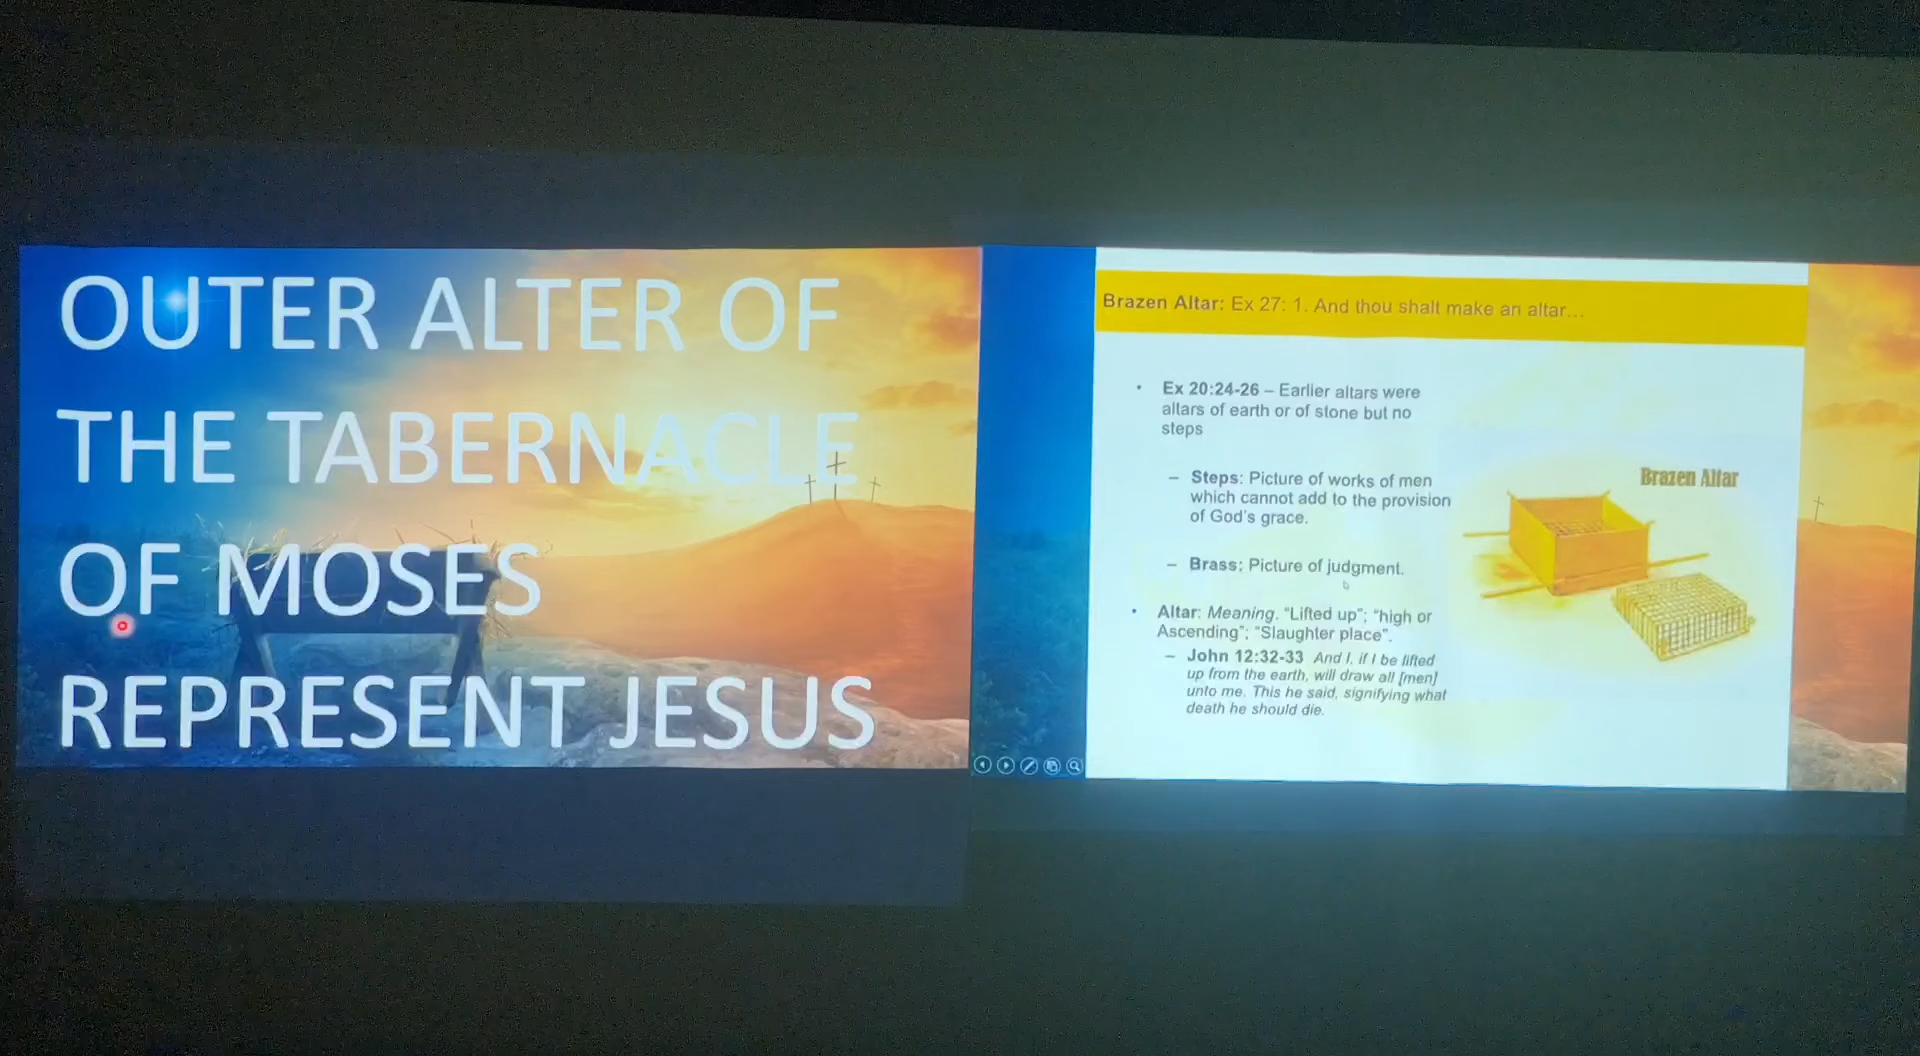 OUTER ALTER OF
THE TABERNACLE
OF MOSES
REPRESENT JESUS
Brazen Altar: Ex 27: 1. And thou shalt make an altar...
• Ex 20:24-26 – Earlier altars were
altars of earth or of stone but no
steps
– Steps: Picture of works of men
which cannot add to the provision
of God's grace.
– Brass: Picture of judgment.
• Altar: Meaning. "Lifted up"; "high or
Ascending"; "Slaughter place".
– John 12:32-33 And I, if I be lifted
up from the earth, will draw all [men]
unto me. This he said, signifying what
death he should die.
Brazen Altar